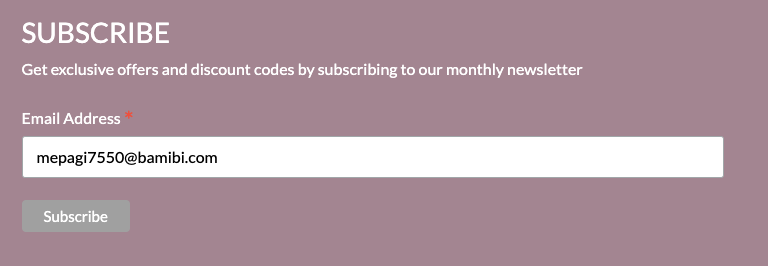 SUBSCRIBE
Get exclusive offers and discount codes by subscribing to our monthly newsletter
Email Address *
mepagi7550@bamibi.com
Subscribe